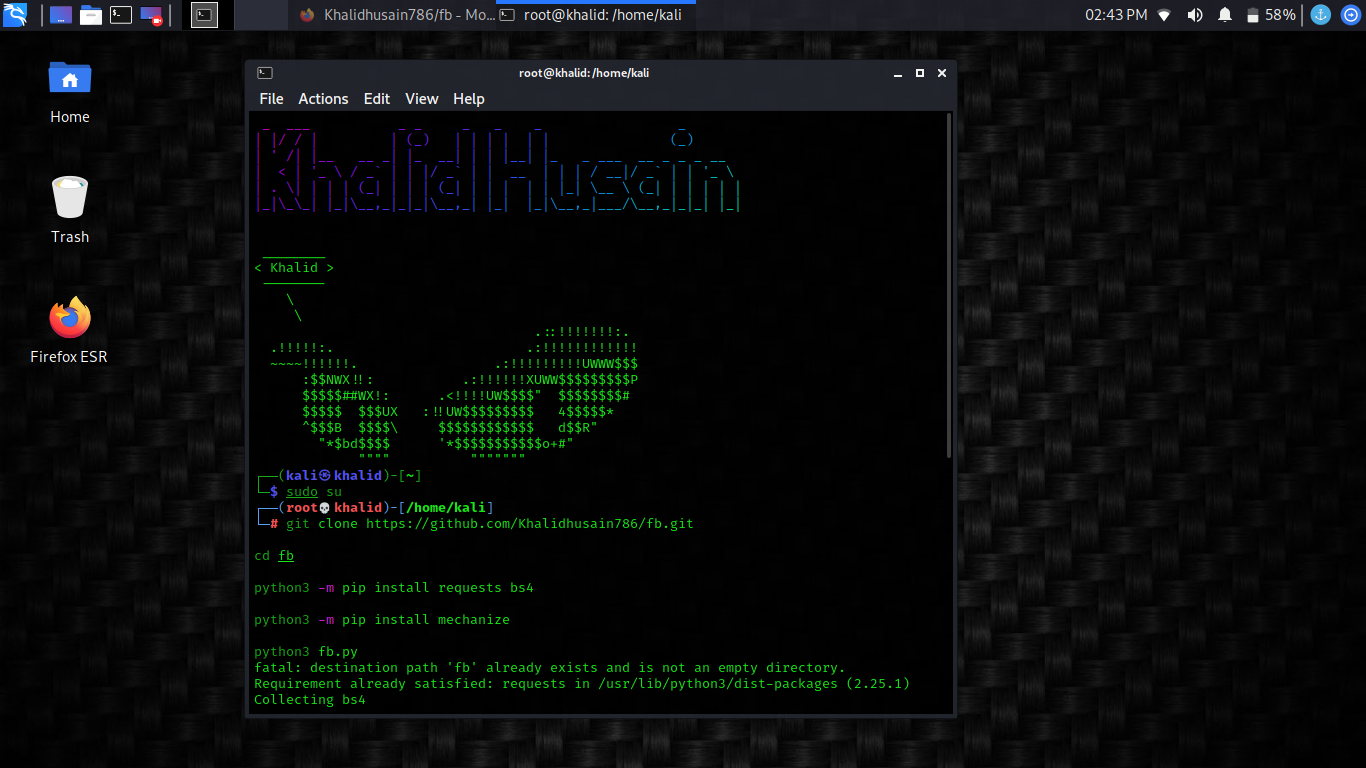 Khalidhusain786/fb - Mo...
root@khalid: /home/kali
02:43 PM
58%
Home
Trash
Firefox ESR
root@khalid: /home/kali
File Actions Edit View Help
KhalidHusain
< Khalid >
.::!!!!!!!:.
.!!!!!:. .:!!!!!!!!!!!!
~~~~!!!!!!. .:!!!!!!!!!UWWW$$$
:$$NWX!!: .:!!!!!!XUWW$$$$$$$$$P
$$$$$##WX!: .<!!!!UW$$$$" $$$$$$$$#
$$$$$ $$$UX :!!UW$$$$$$$$$ 4$$$$$*
^$$$B $$$$\ $$$$$$$$$$$$ d$$R"
"*$bd$$$$ '*$$$$$$$$$$$o+#"
"""" """""""
(kali㉿khalid)-[~]
$ sudo su
(root💀khalid)-[/home/kali]
# git clone https://github.com/Khalidhusain786/fb.git
cd fb
python3 -m pip install requests bs4
python3 -m pip install mechanize
python3 fb.py
fatal: destination path 'fb' already exists and is not an empty directory.
Requirement already satisfied: requests in /usr/lib/python3/dist-packages (2.25.1)
Collecting bs4